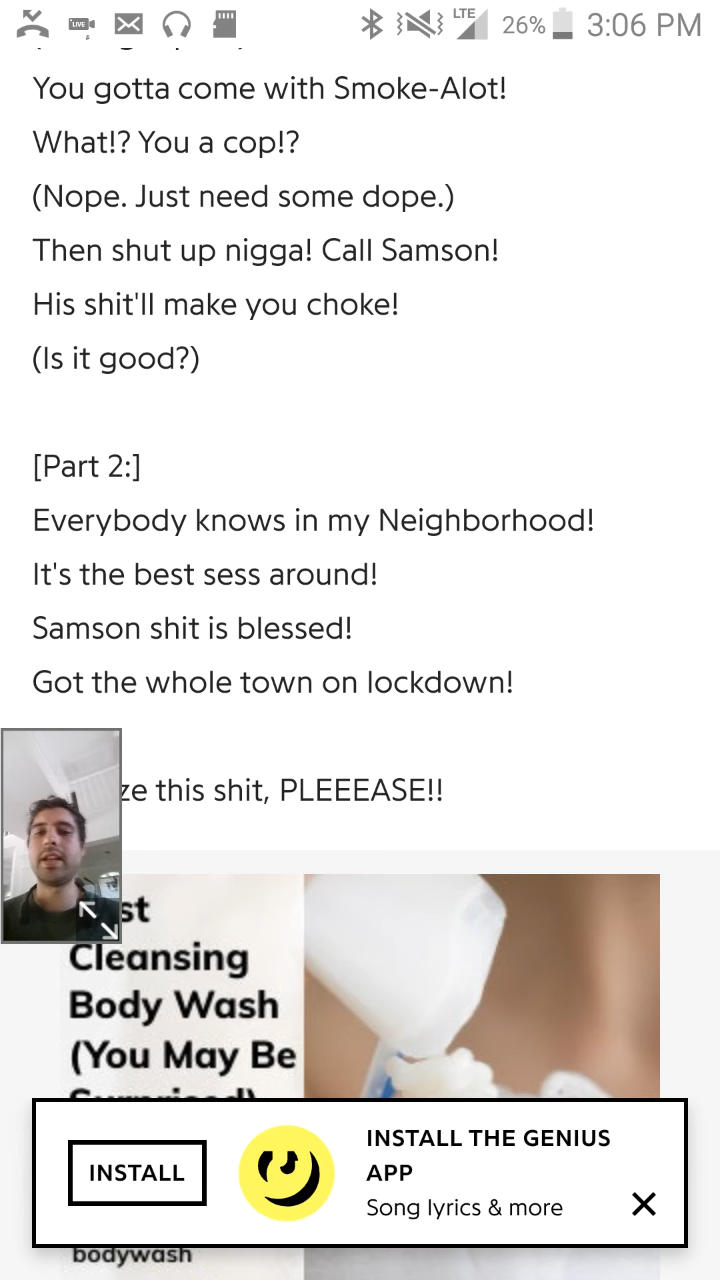 LIVE
LTE
26%
3:06 PM
You gotta come with Smoke-Alot!
What!? You a cop!?
(Nope. Just need some dope.)
Then shut up nigga! Call Samson!
His shit'll make you choke!
(Is it good?)
[Part 2:]
Everybody knows in my Neighborhood!
It's the best sess around!
Samson shit is blessed!
Got the whole town on lockdown!
this shit, PLEEEASE!!
Cleansing
Body Wash
(You May Be
INSTALL
INSTALL THE GENIUS
APP
Song lyrics & more
bodywash